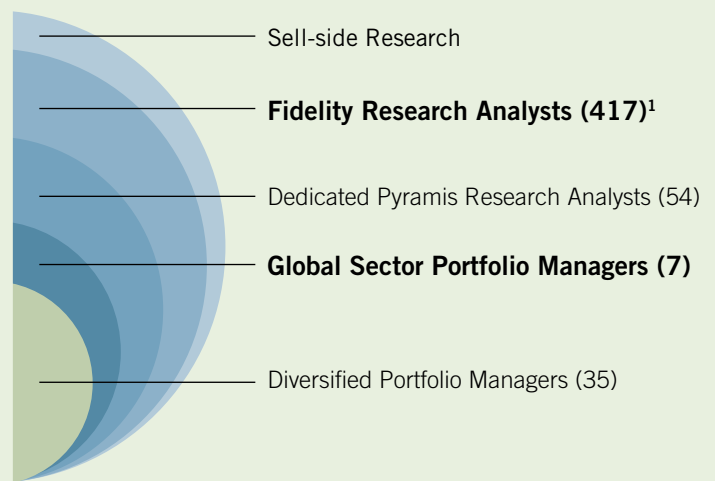 Sell-side Research
Fidelity Research Analysts (417)¹
Dedicated Pyramis Research Analysts (54)
Global Sector Portfolio Managers (7)
Diversified Portfolio Managers (35)